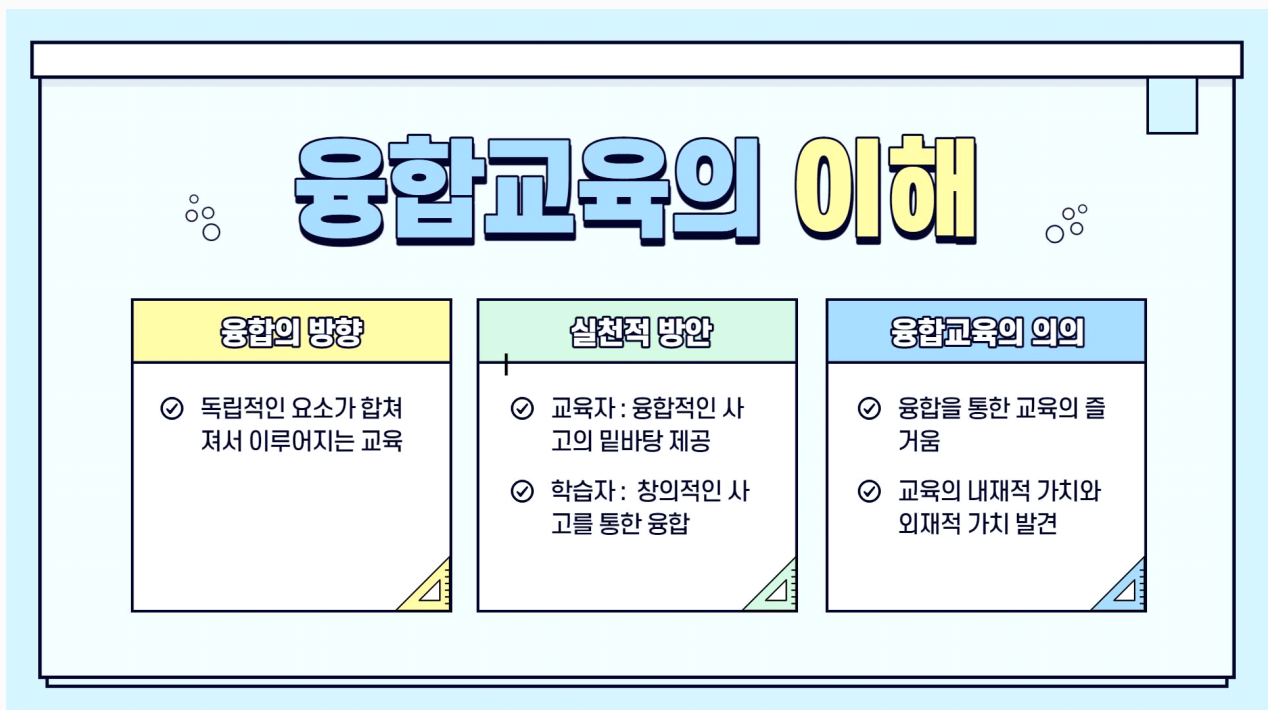 융합교육의 이해
융합의 방향
독립적인 요소가 합쳐
져서 이루어지는 교육
실천적 방안
교육자 : 융합적인 사
고의 밑바탕 제공
학습자 : 창의적인 사
고를 통한 융합
융합교육의 의의
융합을 통한 교육의 즐
거움
교육의 내재적 가치와
외재적 가치 발견